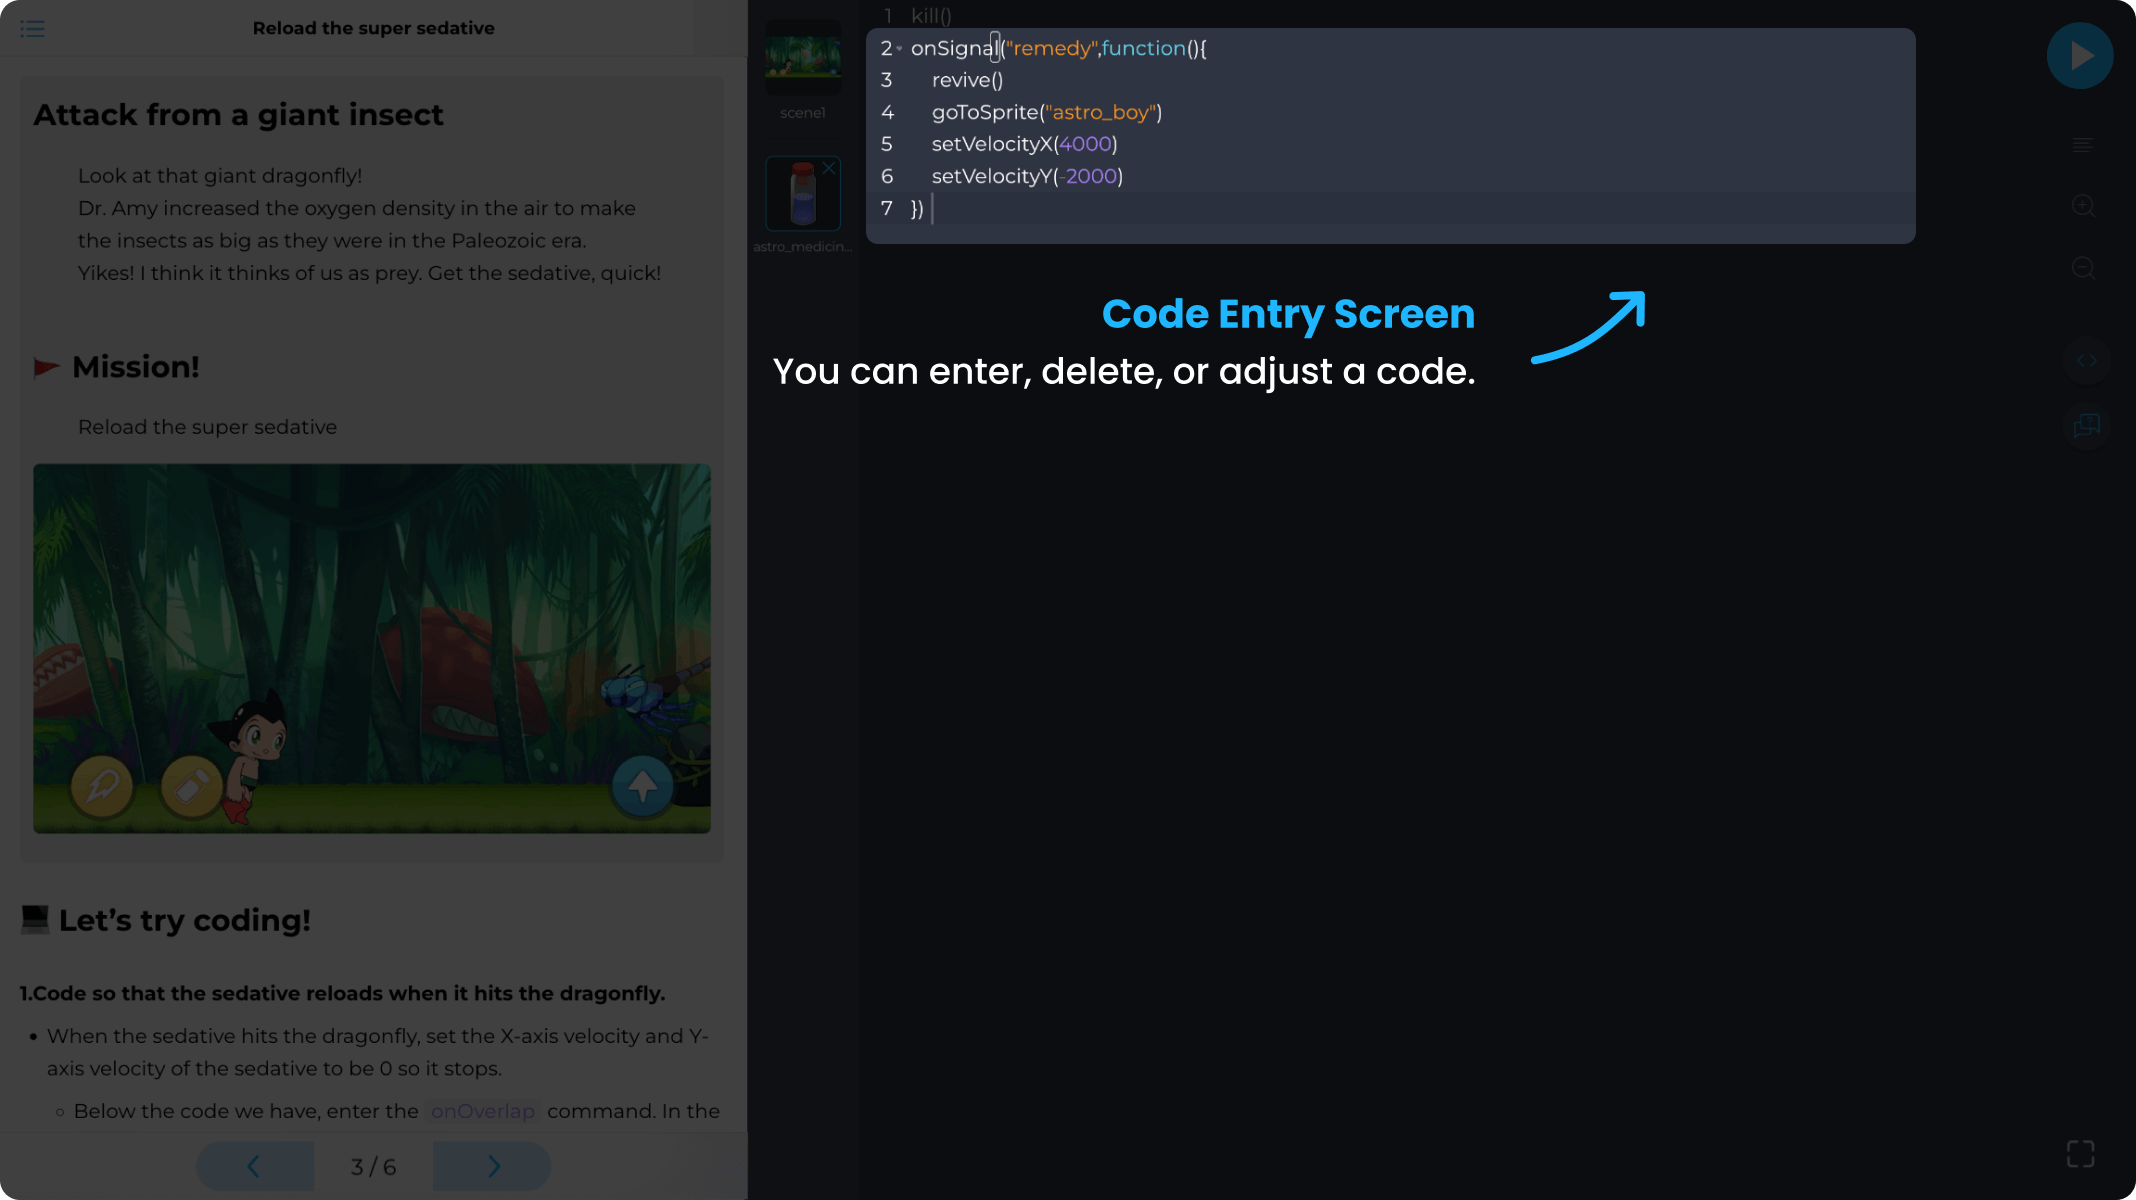 Reload the super sedative
Attack from a giant insect
Look at that giant dragonfly!
Dr. Amy increased the oxygen density in the air to make
the insects as big as they were in the Paleozoic era.
Yikes! I think it thinks of us as prey. Get the sedative, quick!
Mission!
Reload the super sedative
Let’s try coding!
1.Code so that the sedative reloads when it hits the dragonfly.
• When the sedative hits the dragonfly, set the X-axis velocity and Y-
axis velocity of the sedative to be 0 so it stops.
◦ Below the code we have, enter the onOverlap command. In the
3 / 6
scene1
astro_medicin...
1 kill()
2 onSignal("remedy",function(){
3 revive()
4 goToSprite("astro_boy")
5 setVelocityX(4000)
6 setVelocityY(-2000)
7 })
Code Entry Screen
You can enter, delete, or adjust a code.